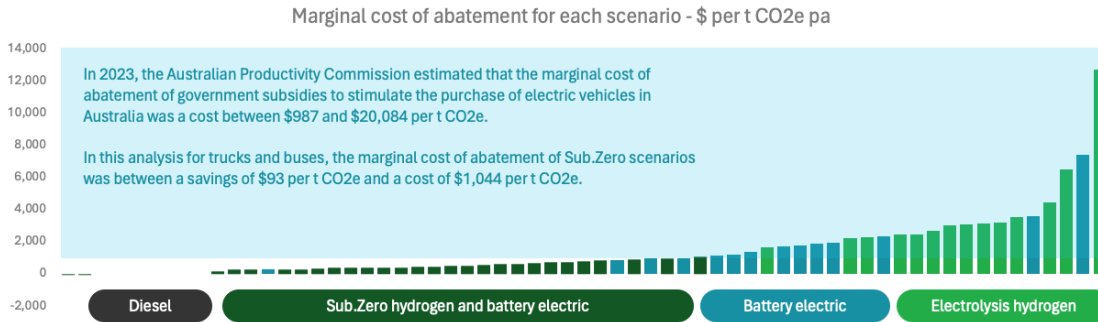 Marginal cost of abatement for each scenario - $ per t CO2e pa
14,000
12,000
10,000
8,000
6,000
4,000
2,000
0
-2,000
In 2023, the Australian Productivity Commission estimated that the marginal cost of
abatement of government subsidies to stimulate the purchase of electric vehicles in
Australia was a cost between $987 and $20,084 per t CO2e.
In this analysis for trucks and buses, the marginal cost of abatement of Sub.Zero scenarios
was between a savings of $93 per t CO2e and a cost of $1,044 per t CO2e.
Diesel
Sub.Zero hydrogen and battery electric
Battery electric
Electrolysis hydrogen